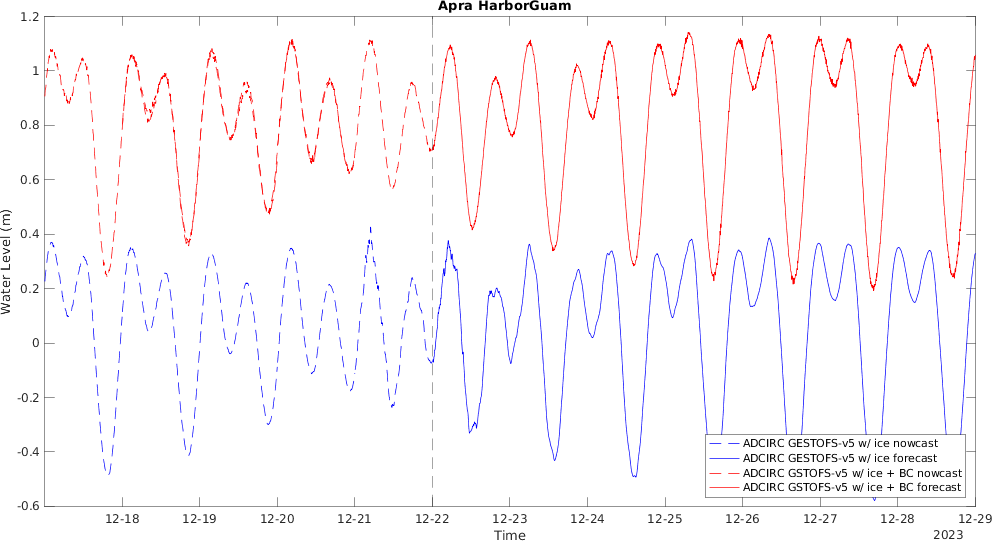 Apra HarborGuam
1.2
1
0.8
0.6
0.4
0.2
0
-0.2
-0.4
-0.6
Water Level (m)
ADCIRC GESTOFS-v5 w/ ice nowcast
ADCIRC GESTOFS-v5 w/ ice forecast
ADCIRC GSTOFS-v5 w/ ice + BC nowcast
ADCIRC GSTOFS-v5 w/ ice + BC forecast
12-18 12-19 12-20 12-21 12-22 12-23 12-24 12-25 12-26 12-27 12-28 12-29
Time
2023